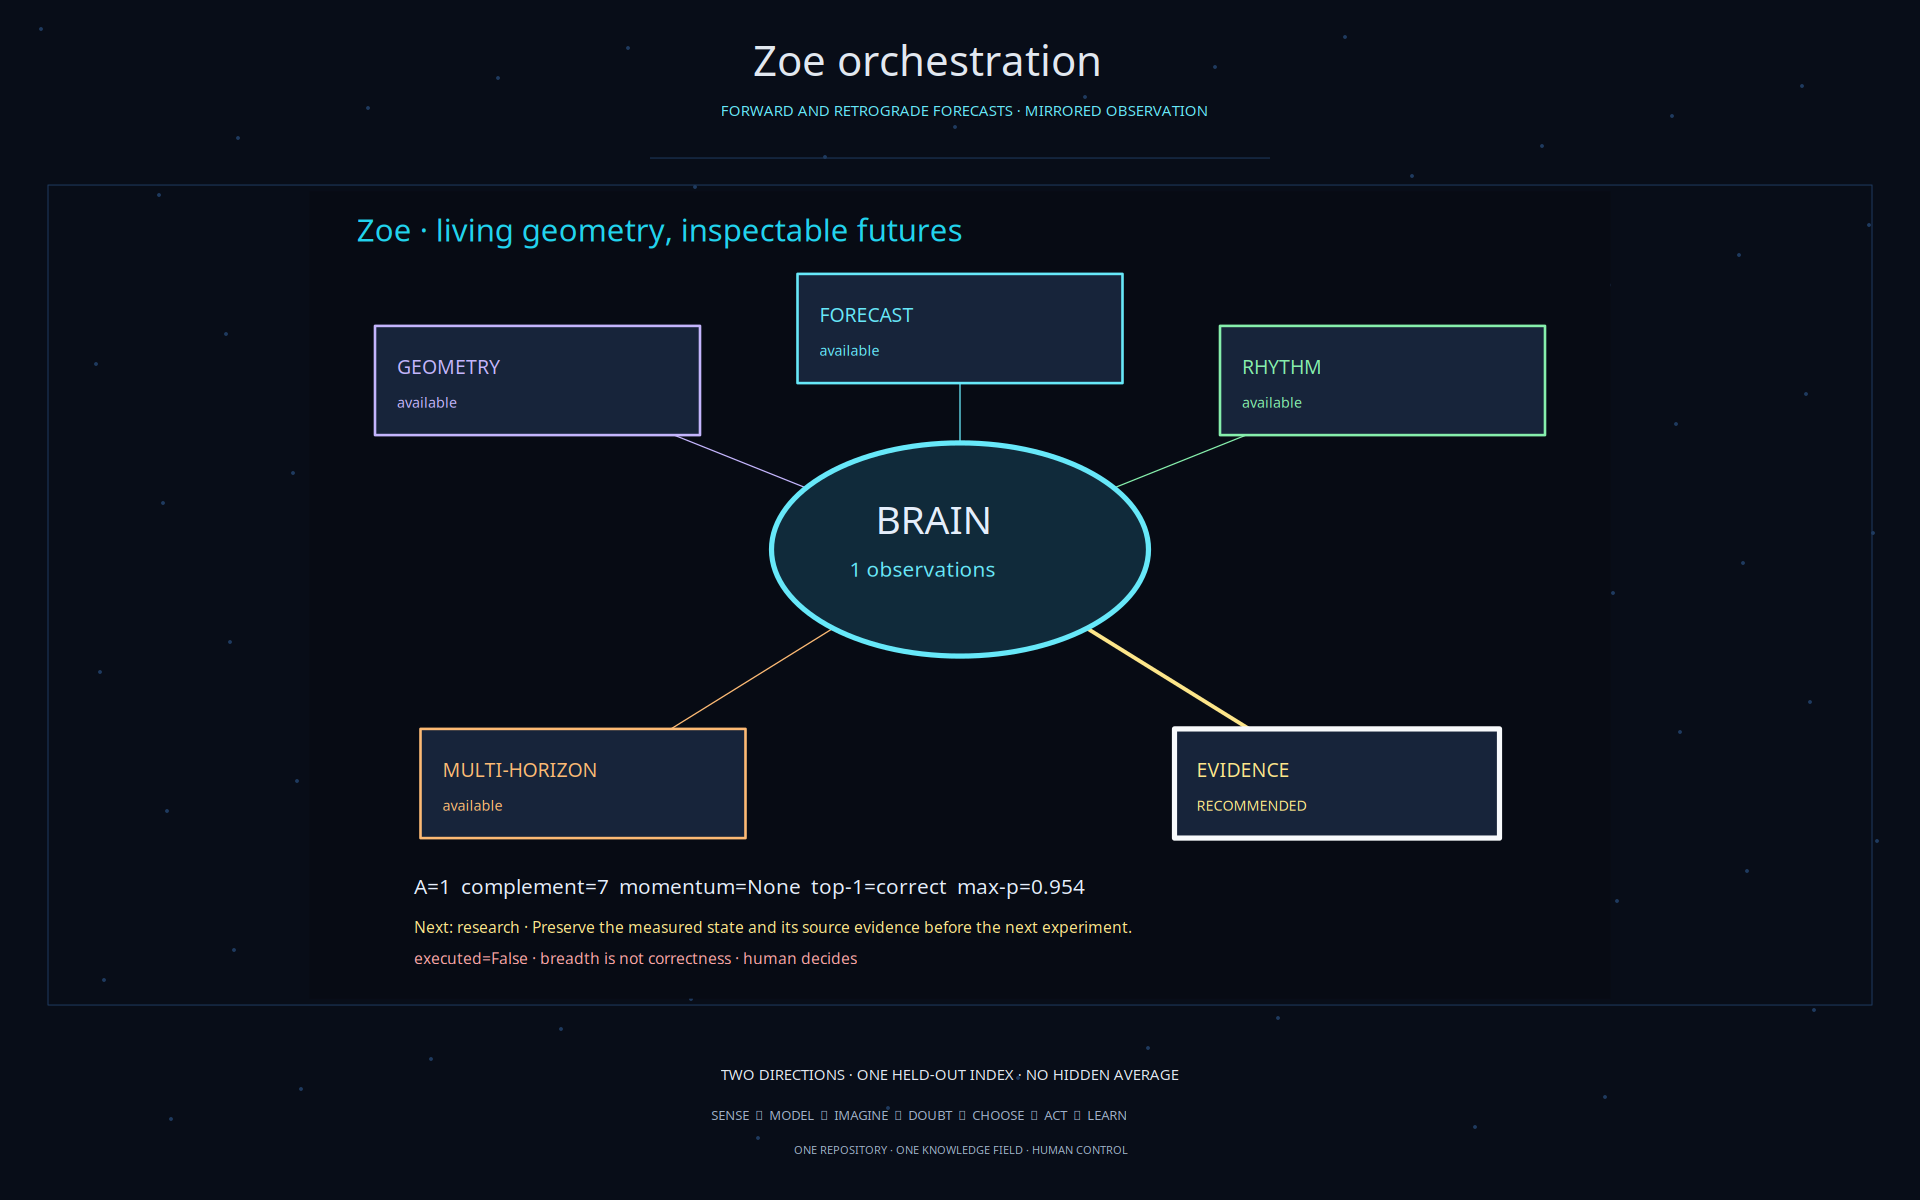 Zoe orchestration
FORWARD AND RETROGRADE FORECASTS · MIRRORED OBSERVATION
Zoe · living geometry, inspectable futures
FORECAST
available
GEOMETRY
available
RHYTHM
available
BRAIN
1 observations
MULTI-HORIZON
available
EVIDENCE
RECOMMENDED
A=1 complement=7 momentum=None top-1=correct max-p=0.954
Next: research · Preserve the measured state and its source evidence before the next experiment.
executed=False · breadth is not correctness · human decides
TWO DIRECTIONS · ONE HELD-OUT INDEX · NO HIDDEN AVERAGE
SENSE ▯ MODEL ▯ IMAGINE ▯ DOUBT ▯ CHOOSE ▯ ACT ▯ LEARN
ONE REPOSITORY · ONE KNOWLEDGE FIELD · HUMAN CONTROL